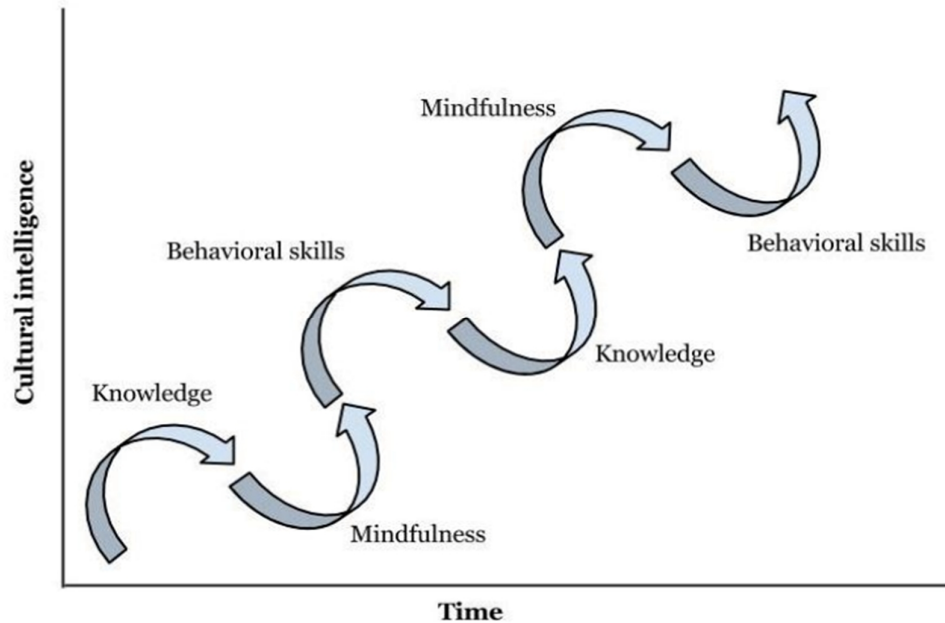 Mindfulness
Behavioral skills
Behavioral skills
Knowledge
Knowledge
Mindfulness
Cultural intelligence
Time